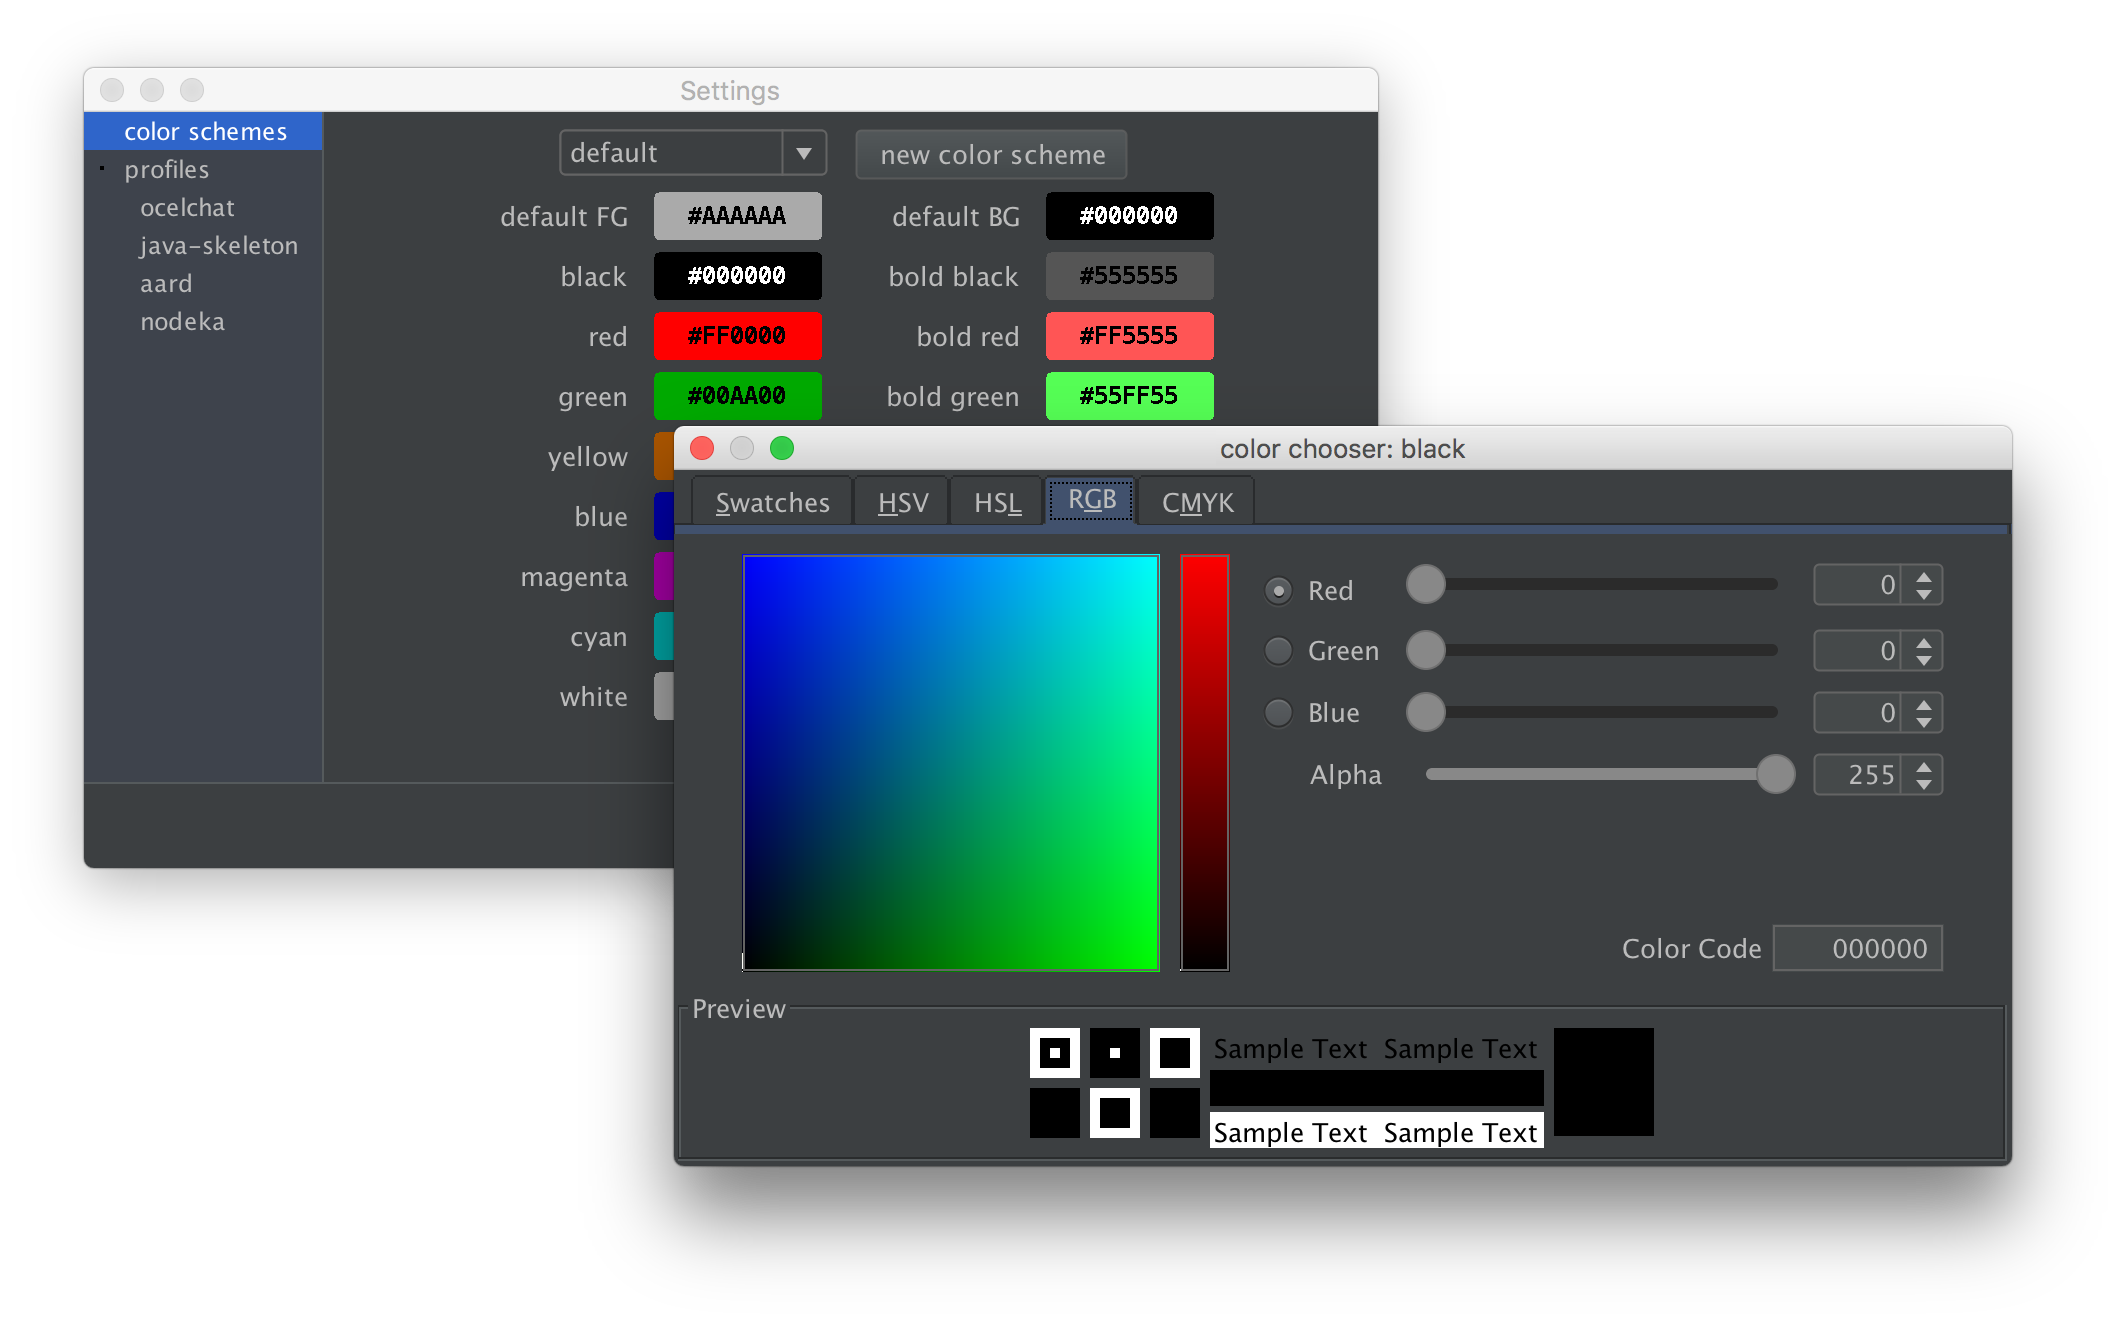 Settings
color schemes
profiles
ocelchat
java-skeleton
aard
nodeka
default
new color scheme
default FG #AAAAAA default BG #000000
black #000000 bold black #555555
red #FF0000 bold red #FF5555
green #00AA00 bold green #55FF55
yellow
blue
magenta
cyan
white
color chooser: black
Swatches HSV HSL RGB CMYK
Red 0
Green 0
Blue 0
Alpha 255
Color Code 000000
Preview
Sample Text Sample Text
Sample Text Sample Text